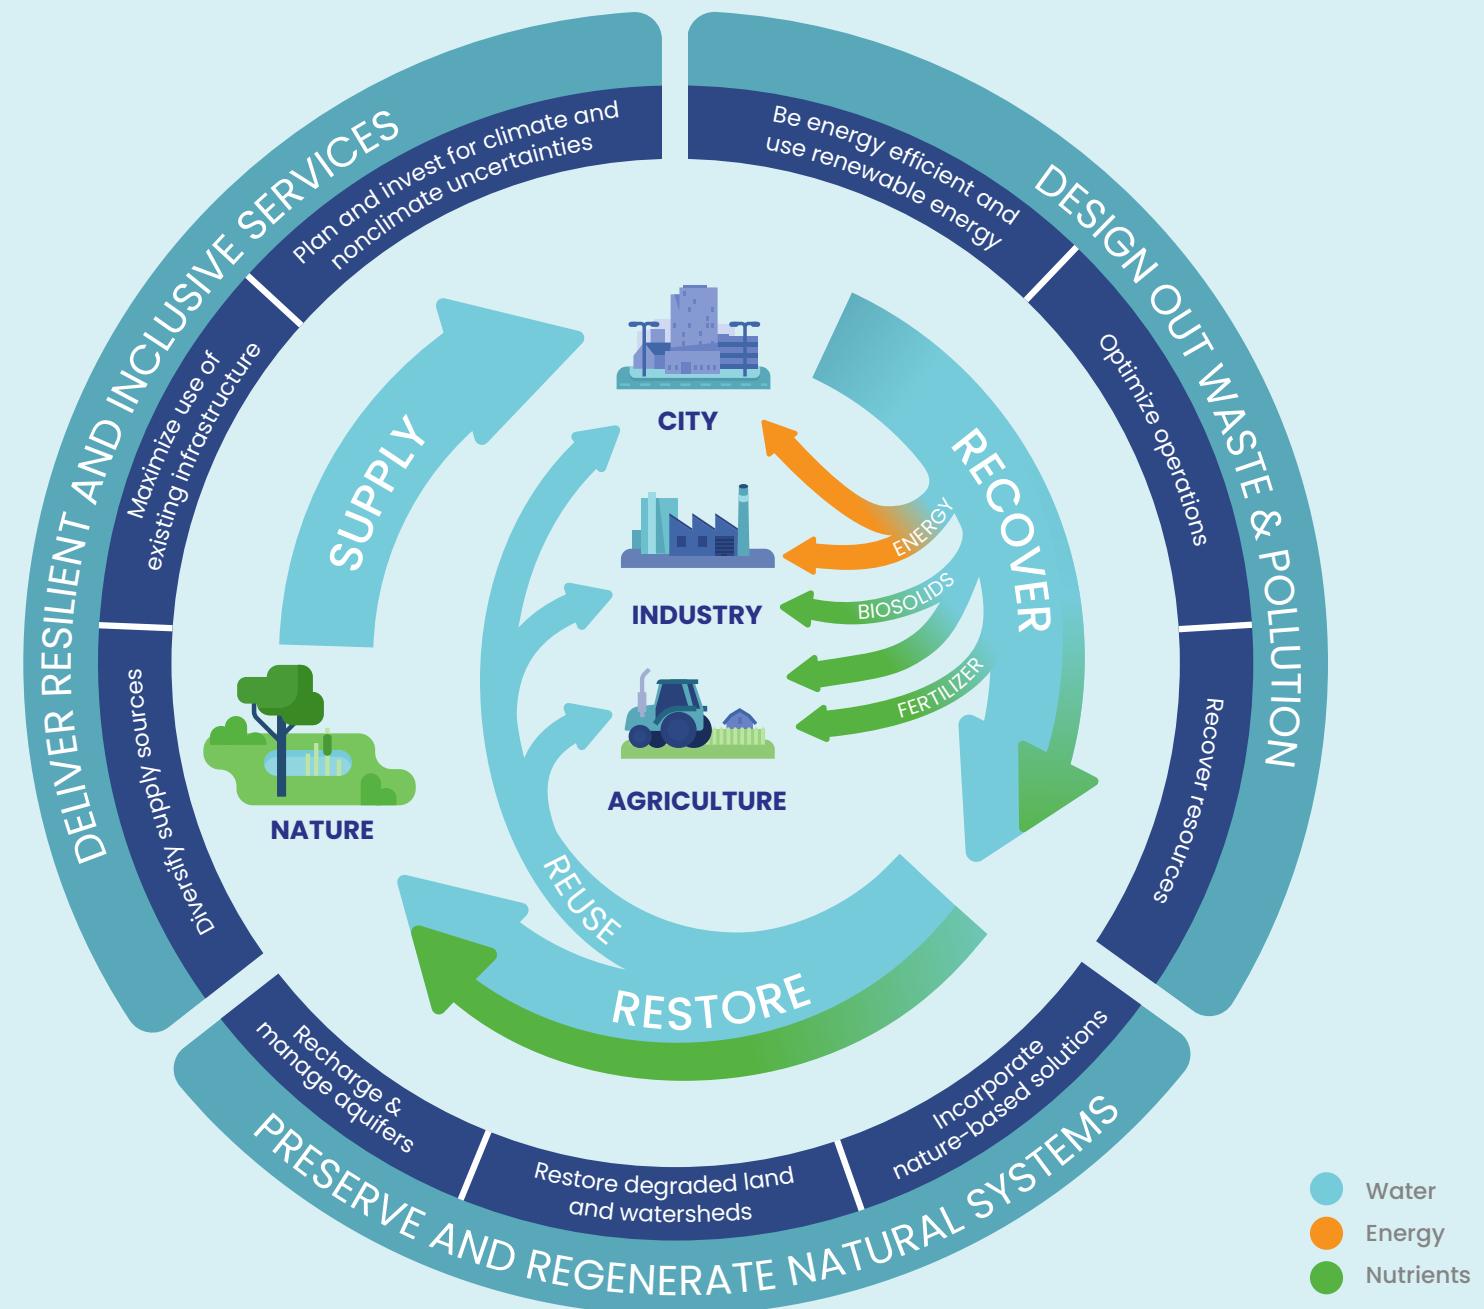 DELIVER RESILIENT AND INCLUSIVE SERVICES
Plan and invest for climate and
nonclimate uncertainties
Maximize use of
existing infrastructure
Diversify supply sources
DESIGN OUT WASTE & POLLUTION
Be energy efficient and
use renewable energy
Optimize operations
Recover resources
PRESERVE AND REGENERATE NATURAL SYSTEMS
Incorporate
nature-based solutions
Restore degraded land
and watersheds
Recharge &
manage aquifers
SUPPLY
CITY
RECOVER
ENERGY
INDUSTRY
BIOSOLIDS
FERTILIZER
AGRICULTURE
NATURE
REUSE
RESTORE
Water
Energy
Nutrients